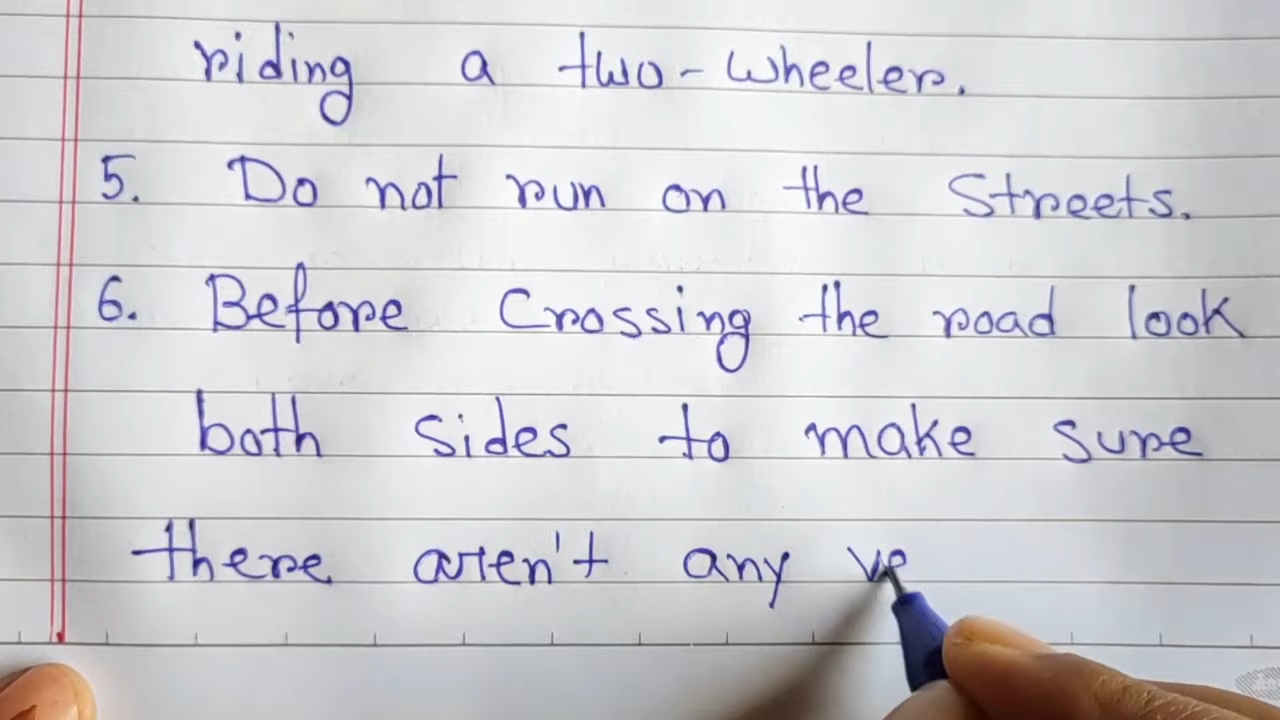 riding a two-wheeler.
5. Do not run on the Streets.
6. Before Crossing the road look
both sides to make sure
there aren't any ve